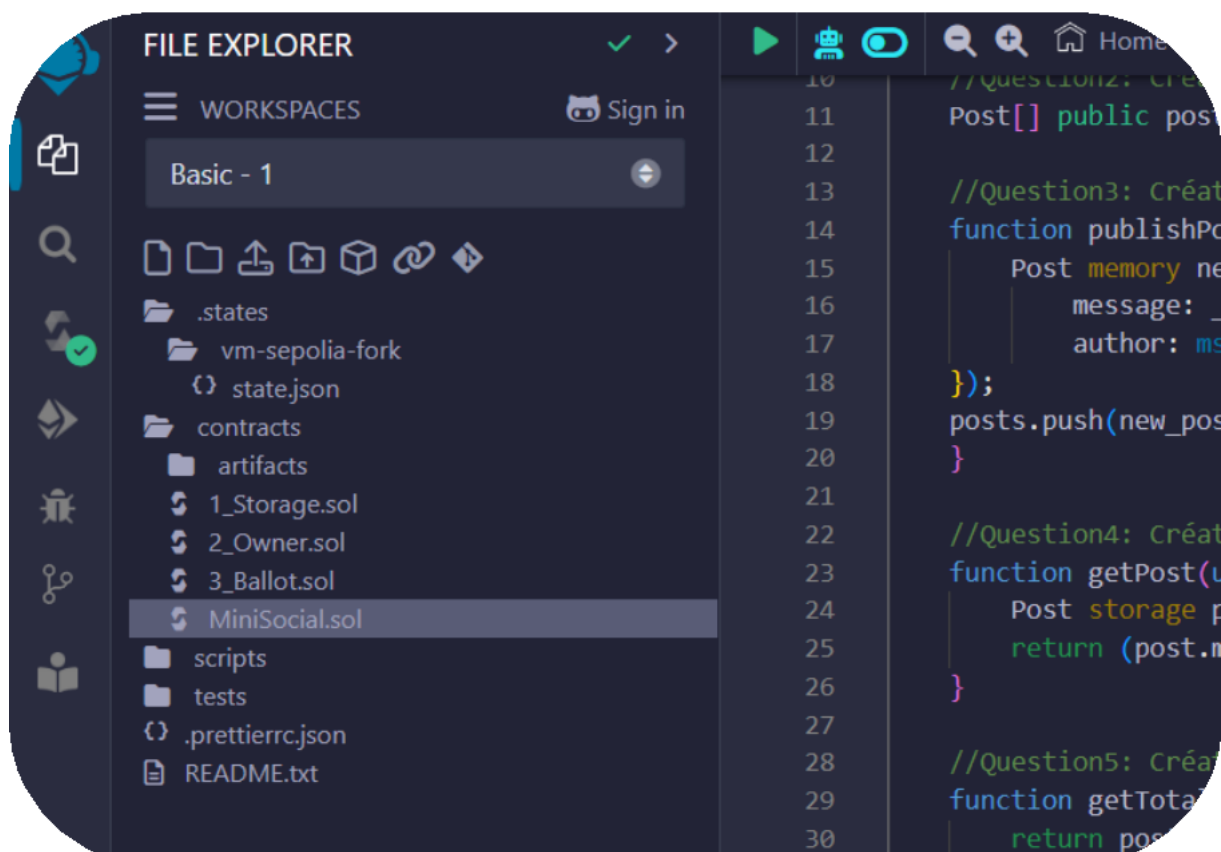 FILE EXPLORER
WORKSPACES
Sign in
Basic - 1
.states
vm-sepolia-fork
{} state.json
contracts
artifacts
1_Storage.sol
2_Owner.sol
3_Ballot.sol
MiniSocial.sol
scripts
tests
{} .prettierrc.json
README.txt
Home
10 //Question2:
11 Post[] public
12
13 //Question3:
14 function
15 Post memory
16 message: _
17 author:
18 });
19
20 }
21
22 //Question4:
23 function getPost(
24 Post storage
25 return (post.
26 }
27
28 //Question5:
29 function
30 return